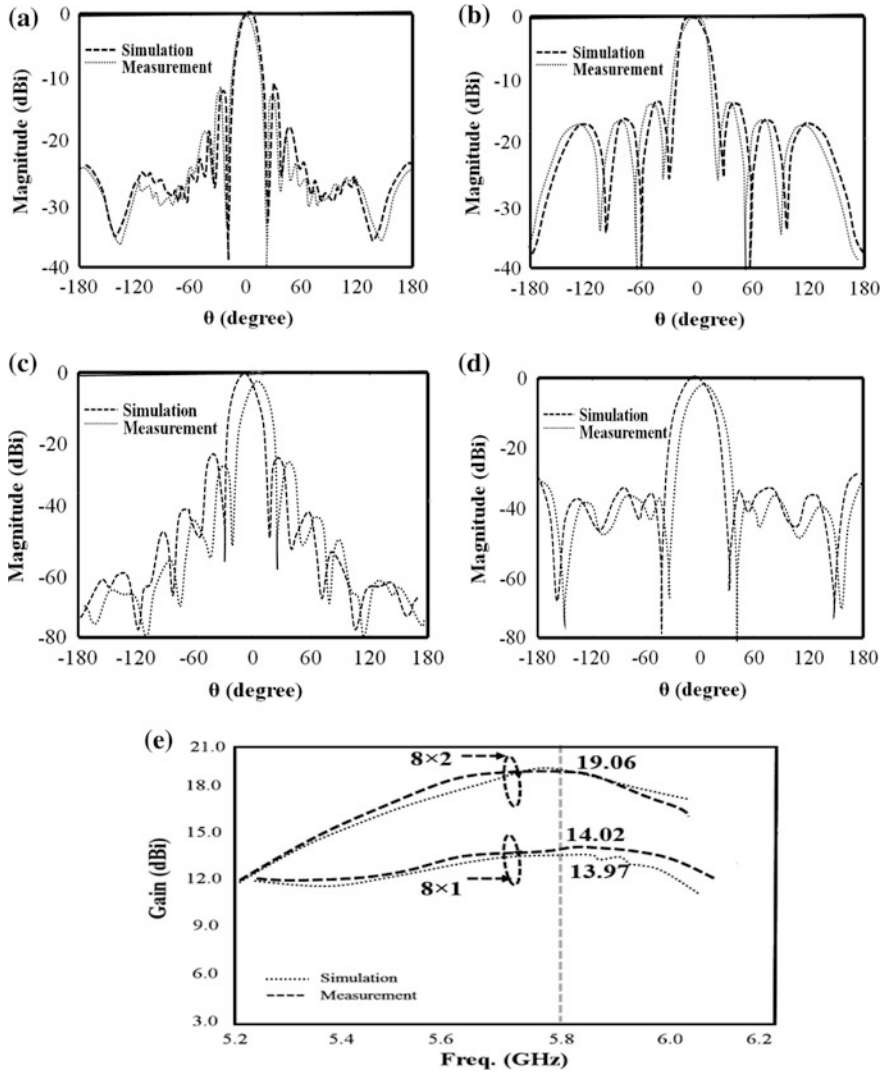 (a)
0
-10
-20
-30
-40
Magnitude (dBi)
Simulation
Measurement
-180 -120 -60 0 60 120 180
θ (degree)
(b)
0
-10
-20
-30
-40
Magnitude (dBi)
Simulation
Measurement
-180 -120 -60 0 60 120 180
θ (degree)
(c)
0
-20
-40
-60
-80
Magnitude (dBi)
Simulation
Measurement
-180 -120 -60 0 60 120 180
θ (degree)
(d)
0
-20
-40
-60
-80
Magnitude (dBi)
Simulation
Measurement
-180 -120 -60 0 60 120 180
θ (degree)
(e)
21.0
18.0
15.0
12.0
9.0
6.0
3.0
Gain (dBi)
8×2
19.06
14.02
13.97
8×1
Simulation
Measurement
5.2 5.4 5.6 5.8 6.0 6.2
Freq. (GHz)